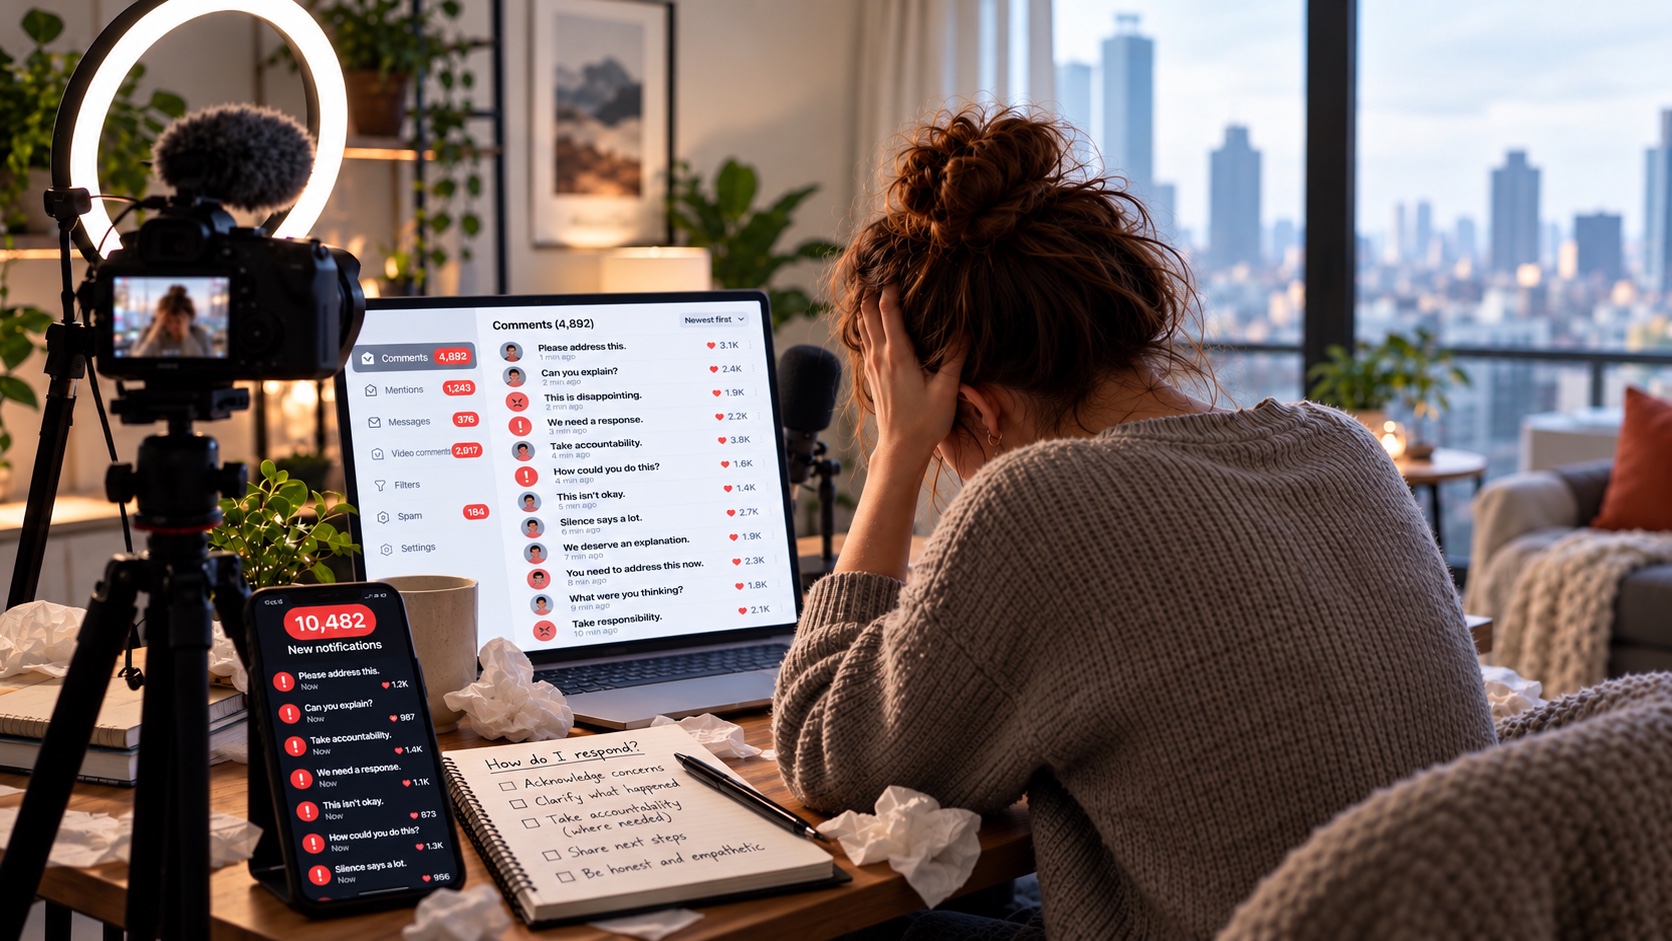 Comments 4,892
Mentions 1,243
Messages 376
Video comments 2,917
Filters
Spam 184
Settings
Comments (4,892)
Newest first
Please address this.
1 min ago
3.1K
Can you explain?
2 min ago
2.4K
This is disappointing.
2 min ago
1.9K
We need a response.
3 min ago
2.2K
Take accountability.
4 min ago
3.8K
How could you do this?
4 min ago
1.6K
This isn't okay.
5 min ago
1.4K
Silence says a lot.
6 min ago
2.7K
We deserve an explanation.
7 min ago
1.9K
You need to address this now.
8 min ago
2.3K
What were you thinking?
9 min ago
1.8K
Take responsibility.
10 min ago
2.1K
10,482
New notifications
Please address this.
Now
1.2K
Can you explain?
Now
987
Take accountability.
Now
1.4K
We need a response.
Now
1.1K
This isn't okay.
Now
873
How could you do this?
Now
1.3K
Silence says a lot.
Now
956
How do I respond?
Acknowledge concerns
Clarify what happened
Take accountability
(where needed)
Share next steps
Be honest and empathetic